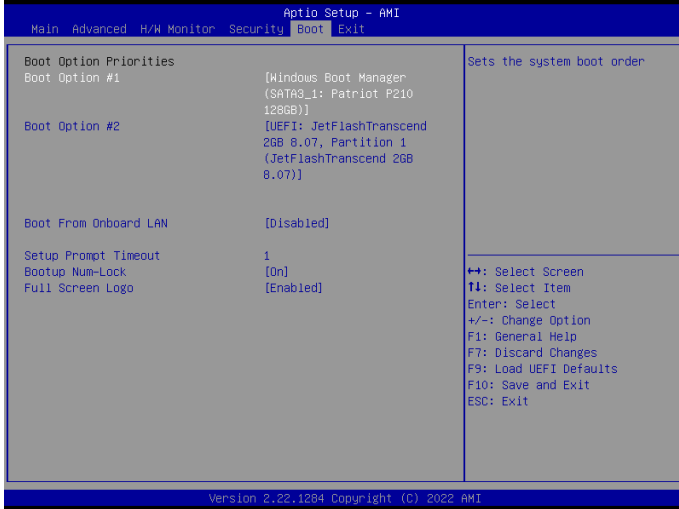 Aptio Setup - AMI
Main Advanced H/W Monitor Security Boot Exit
Boot Option Priorities
Boot Option #1 [Windows Boot Manager
(SATA3_1: Patriot P210
128GB)]
Boot Option #2 [UEFI: JetFlashTranscend
2GB 8.07, Partition 1
(JetFlashTranscend 2GB
8.07)]
Boot From Onboard LAN [Disabled]
Setup Prompt Timeout 1
Bootup Num-Lock [On]
Full Screen Logo [Enabled]
Sets the system boot order
↔: Select Screen
↑↓: Select Item
Enter: Select
+/-: Change Option
F1: General Help
F7: Discard Changes
F9: Load UEFI Defaults
F10: Save and Exit
ESC: Exit
Version 2.22.1284 Copyright (C) 2022 AMI